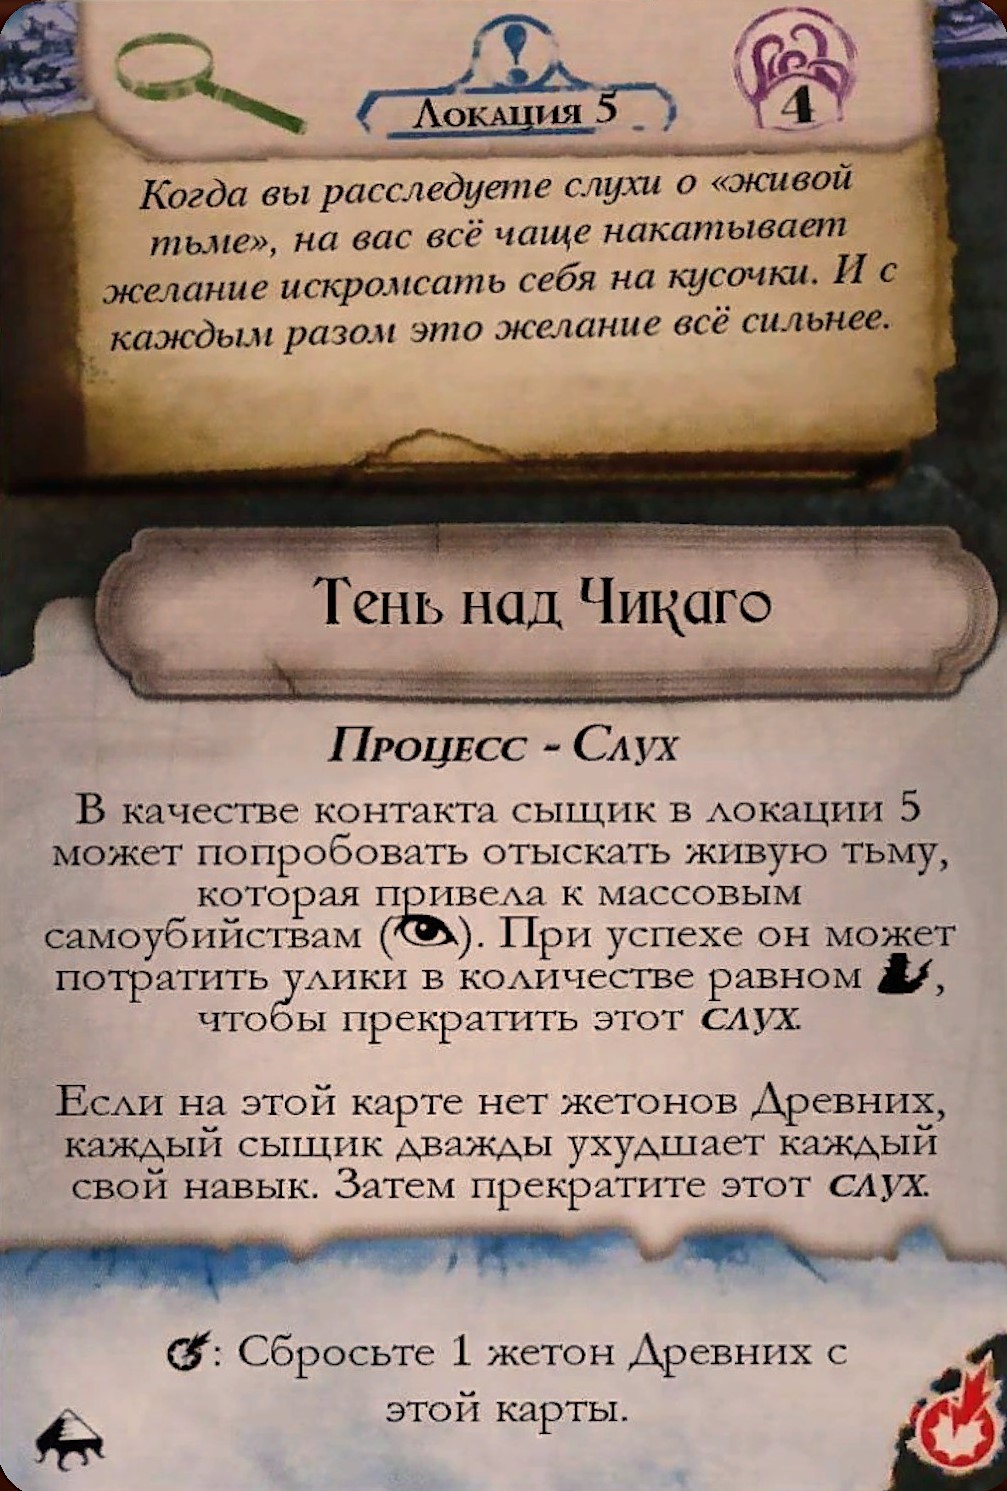 Локация 5
4
Когда вы расследуете слухи о «живой
тьме», на вас всё чаще накатывает
желание искромсать себя на кусочки. И с
каждым разом это желание всё сильнее.
Тень над Чикаго
Процесс - Слух
В качестве контакта сыщик в локации 5
может попробовать отыскать живую тьму,
которая привела к массовым
самоубийствам ( ). При успехе он может
потратить улики в количестве равном ,
чтобы прекратить этот слух.
Если на этой карте нет жетонов Древних,
каждый сыщик дважды ухудшает каждый
свой навык. Затем прекратите этот слух.
: Сбросьте 1 жетон Древних с
этой карты.